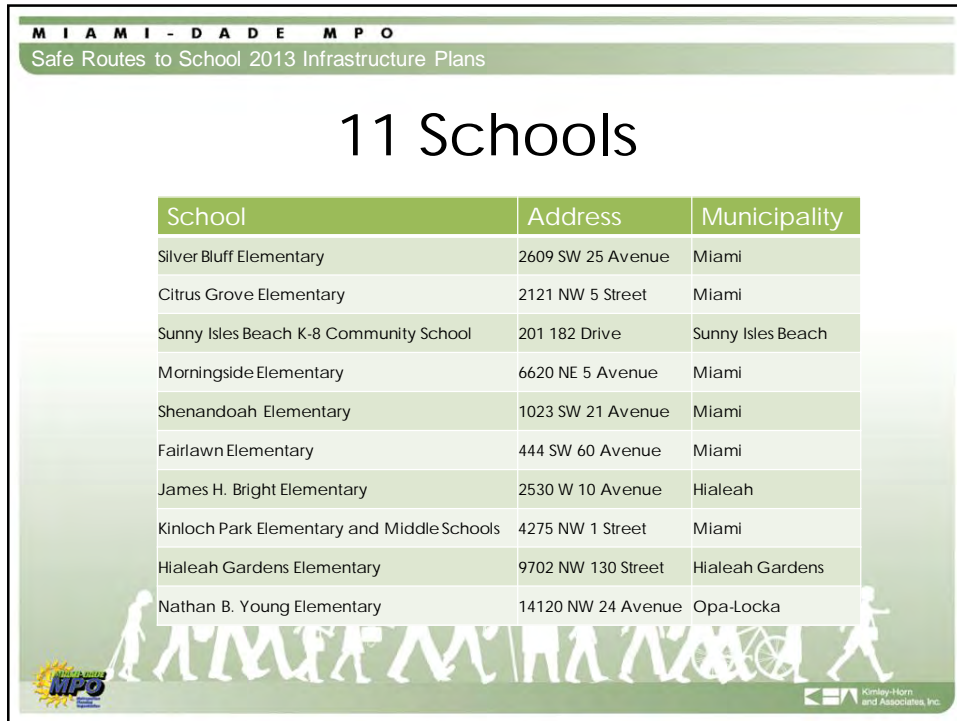 MIAMI-DADE MPO
Safe Routes to School 2013 Infrastructure Plans
11 Schools
School Address Municipality
Silver Bluff Elementary 2609 SW 25 Avenue Miami
Citrus Grove Elementary 2121 NW 5 Street Miami
Sunny Isles Beach K-8 Community School 201 182 Drive Sunny Isles Beach
Morningside Elementary 6620 NE 5 Avenue Miami
Shenandoah Elementary 1023 SW 21 Avenue Miami
Fairlawn Elementary 444 SW 60 Avenue Miami
James H. Bright Elementary 2530 W 10 Avenue Hialeah
Kinloch Park Elementary and Middle Schools 4275 NW 1 Street Miami
Hialeah Gardens Elementary 9702 NW 130 Street Hialeah Gardens
Nathan B. Young Elementary 14120 NW 24 Avenue Opa-Locka
MPO
Kimley-Horn
and Associates, Inc.